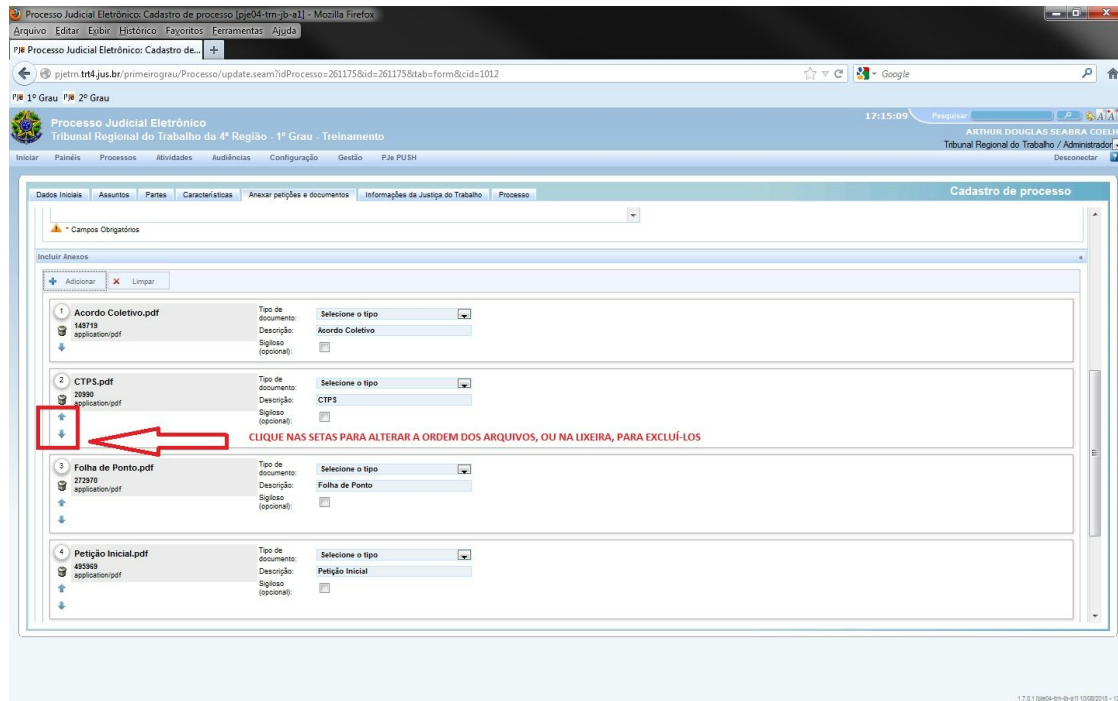 Processo Judicial Eletrônico: Cadastro de processo [pje04-trn-jb-a1] - Mozilla Firefox
Arquivo Editar Exibir Histórico Favoritos Ferramentas Ajuda
PJe Processo Judicial Eletrônico: Cadastro de... +
pjetrn.trt4.jus.br/primeirograu/Processo/update.seam?idProcesso=261175&id=261175&tab=form&cid=1012
Google
PJe 1º Grau PJe 2º Grau
Processo Judicial Eletrônico
Tribunal Regional do Trabalho da 4ª Região - 1º Grau - Treinamento
17:15:09 Pesquisar
ARTHUR DOUGLAS SEABRA COELH
Tribunal Regional do Trabalho / Administrador
Iniciar Painéis Processos Atividades Audiências Configuração Gestão PJe PUSH Desconectar
Dados Iniciais Assuntos Partes Características Anexar petições e documentos Informações da Justiça do Trabalho Processo Cadastro de processo
* Campos Obrigatórios
Incluir Anexos
Adicionar Limpar
1 Acordo Coletivo.pdf
149719
application/pdf
Tipo de documento: Selecione o tipo
Descrição: Acordo Coletivo
Sigiloso (opcional):
2 CTPS.pdf
20990
application/pdf
Tipo de documento: Selecione o tipo
Descrição: CTPS
Sigiloso (opcional):
CLIQUE NAS SETAS PARA ALTERAR A ORDEM DOS ARQUIVOS, OU NA LIXEIRA, PARA EXCLUÍ-LOS
3 Folha de Ponto.pdf
272970
application/pdf
Tipo de documento: Selecione o tipo
Descrição: Folha de Ponto
Sigiloso (opcional):
4 Petição Inicial.pdf
495969
application/pdf
Tipo de documento: Selecione o tipo
Descrição: Petição Inicial
Sigiloso (opcional):